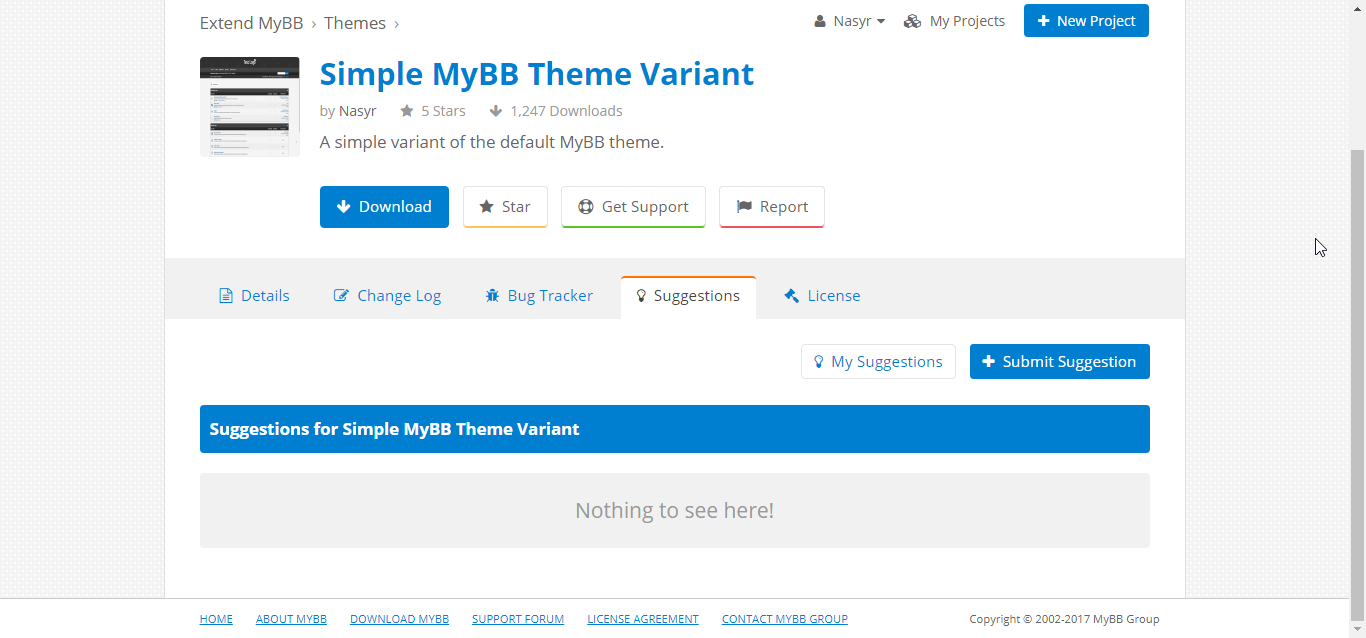 Extend MyBB › Themes ›
Nasyr My Projects New Project
Simple MyBB Theme Variant
by Nasyr 5 Stars 1,247 Downloads
A simple variant of the default MyBB theme.
Download Star Get Support Report
Details Change Log Bug Tracker Suggestions License
My Suggestions Submit Suggestion
Suggestions for Simple MyBB Theme Variant
Nothing to see here!
HOME ABOUT MYBB DOWNLOAD MYBB SUPPORT FORUM LICENSE AGREEMENT CONTACT MYBB GROUP Copyright © 2002-2017 MyBB Group